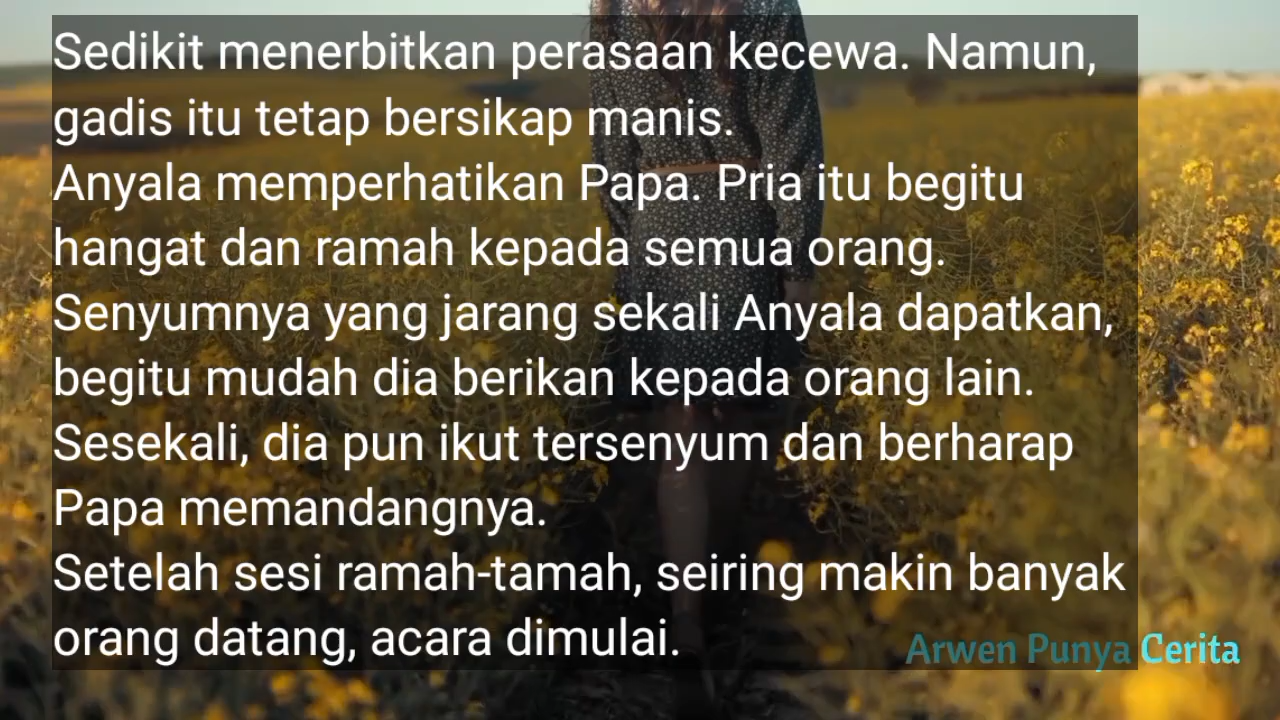 Sedikit menerbitkan perasaan kecewa. Namun,
gadis itu tetap bersikap manis.
Anyala memperhatikan Papa. Pria itu begitu
hangat dan ramah kepada semua orang.
Senyumnya yang jarang sekali Anyala dapatkan,
begitu mudah dia berikan kepada orang lain.
Sesekali, dia pun ikut tersenyum dan berharap
Papa memandangnya.
Setelah sesi ramah-tamah, seiring makin banyak
orang datang, acara dimulai.
Arwen Punya Cerita